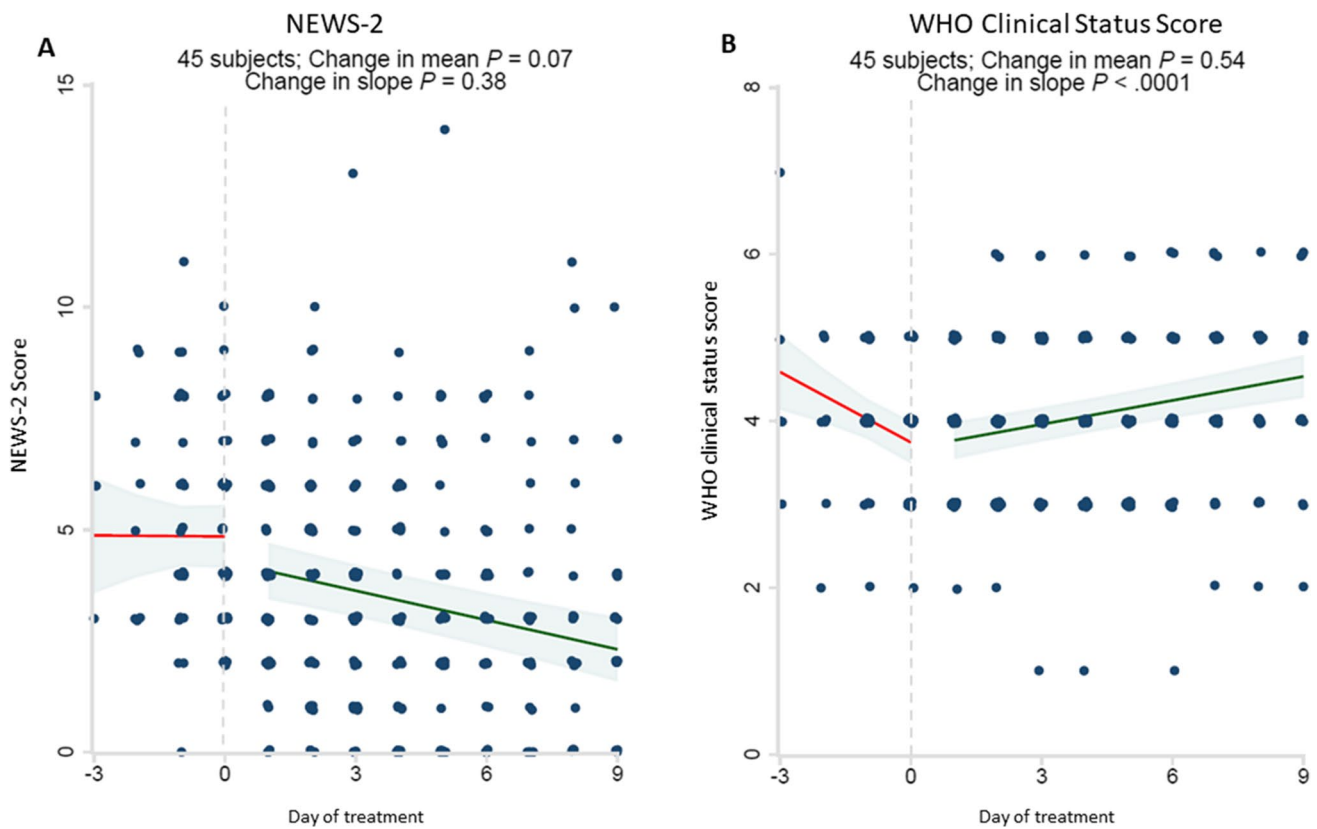 NEWS-2
A
45 subjects; Change in mean P = 0.07
Change in slope P = 0.38
15
10
5
0
NEWS-2 Score
-3 0 3 6 9
Day of treatment
WHO Clinical Status Score
B
45 subjects; Change in mean P = 0.54
Change in slope P < .0001
8
6
4
2
0
WHO clinical status score
-3 0 3 6 9
Day of treatment